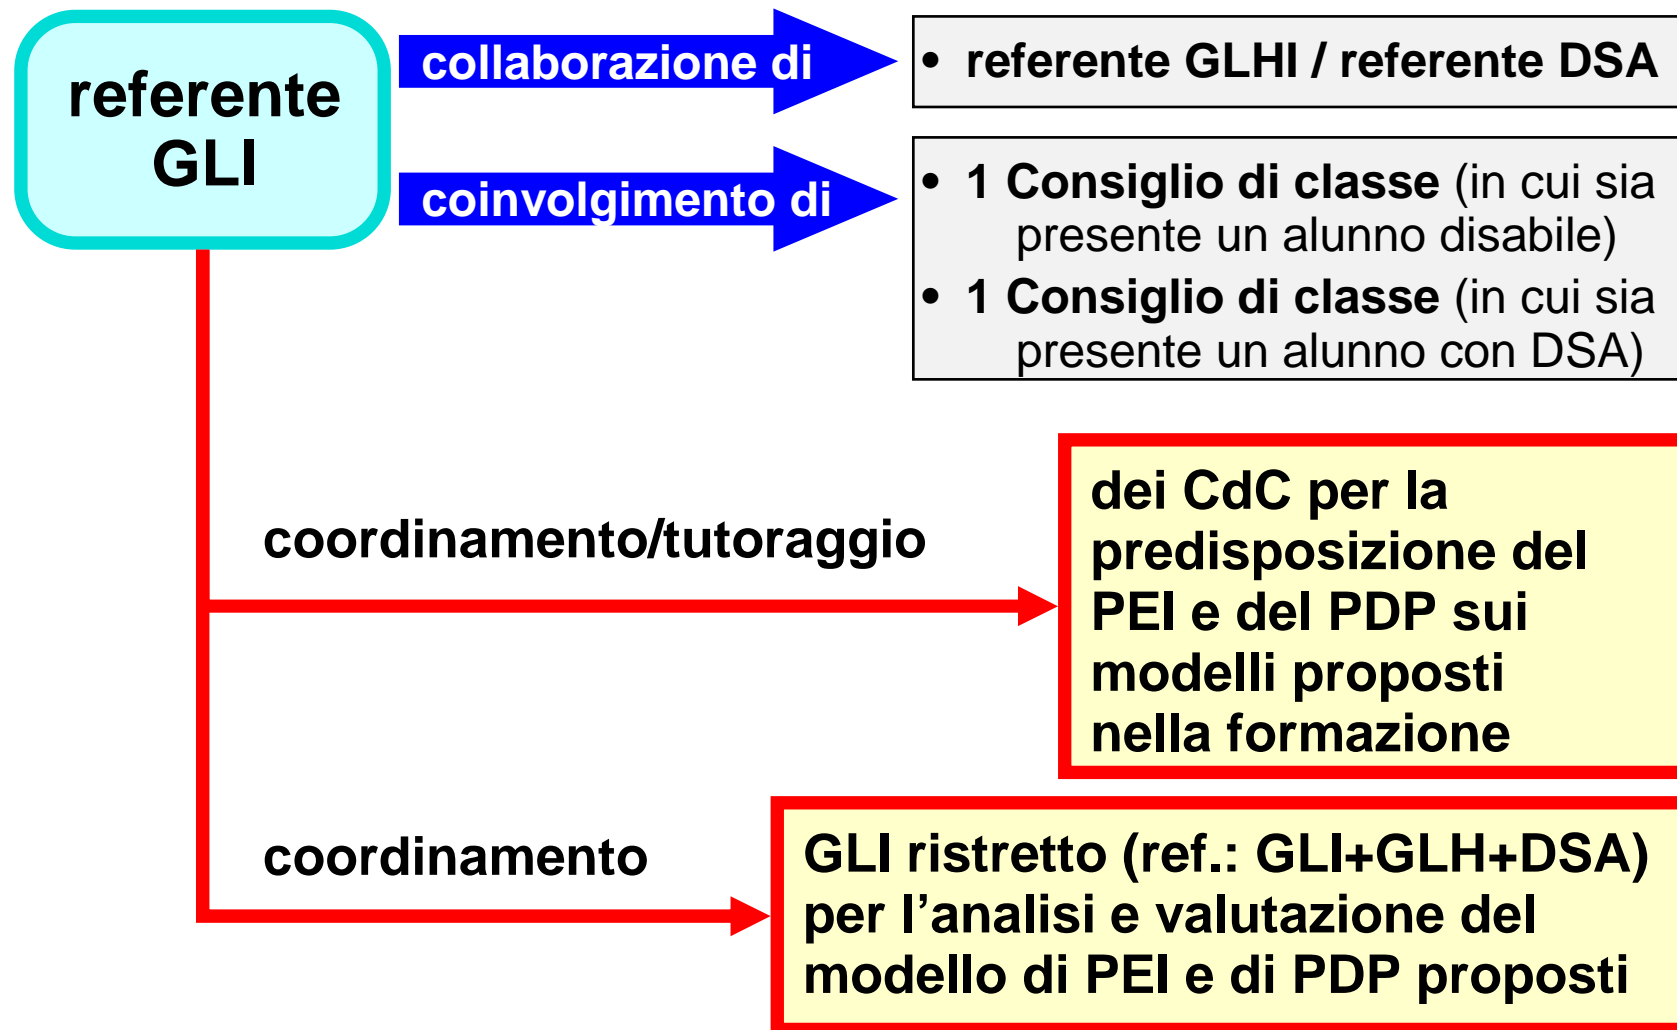 referente
GLI
collaborazione di
• referente GLHI / referente DSA
coinvolgimento di
• 1 Consiglio di classe (in cui sia
presente un alunno disabile)
• 1 Consiglio di classe (in cui sia
presente un alunno con DSA)
coordinamento/tutoraggio
dei CdC per la
predisposizione del
PEI e del PDP sui
modelli proposti
nella formazione
coordinamento
GLI ristretto (ref.: GLI+GLH+DSA)
per l’analisi e valutazione del
modello di PEI e di PDP proposti